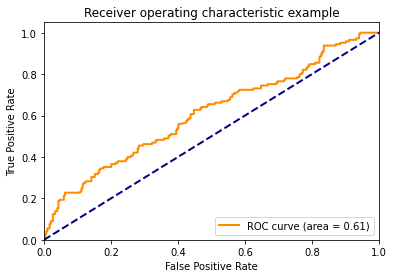 Receiver operating characteristic example
1.0
0.8
0.6
0.4
0.2
0.0
True Positive Rate
ROC curve (area = 0.61)
0.0 0.2 0.4 0.6 0.8 1.0
False Positive Rate